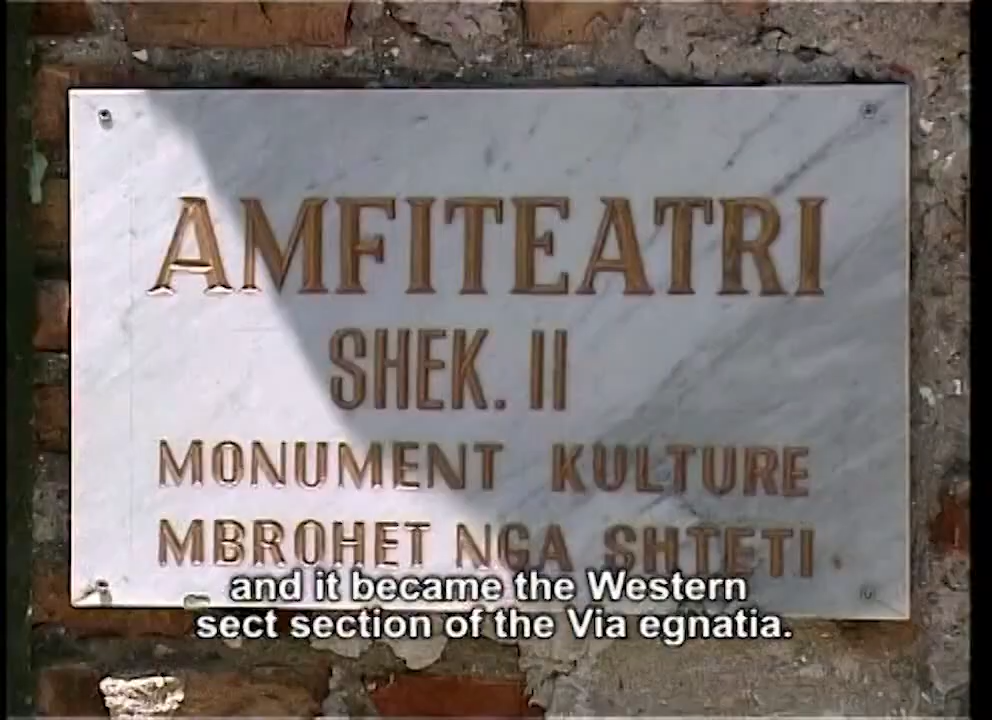 AMFITEATRI
SHEK. II
MONUMENT KULTURE
MBROHET NGA SHTETI.
and it became the Western
sect section of the Via egnatia.